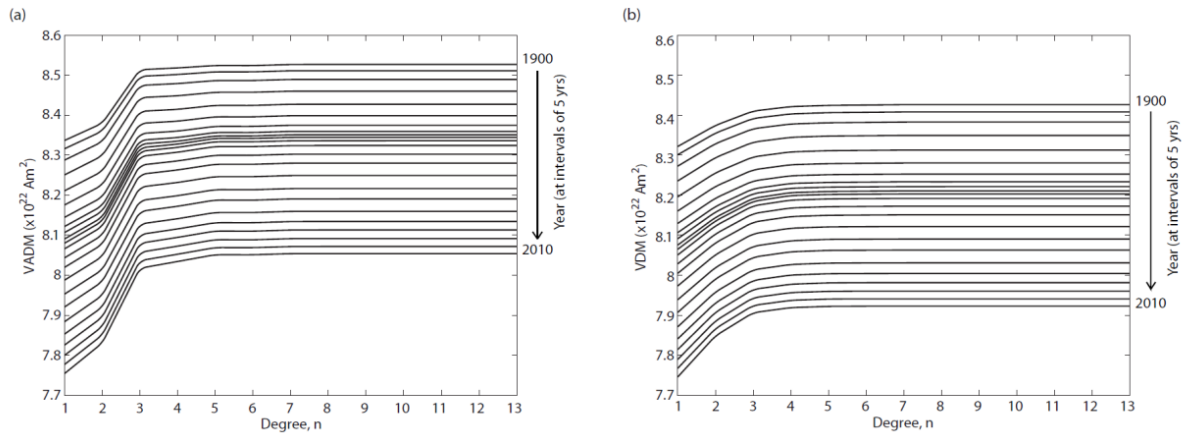 (a)
8.6
8.5
8.4
8.3
8.2
8.1
8
7.9
7.8
7.7
VADM (x10²² Am²)
1 2 3 4 5 6 7 8 9 10 11 12 13
Degree, n
1900
Year (at intervals of 5 yrs)
2010
(b)
8.6
8.5
8.4
8.3
8.2
8.1
8
7.9
7.8
7.7
VDM (x10²² Am²)
1 2 3 4 5 6 7 8 9 10 11 12 13
Degree, n
1900
Year (at intervals of 5 yrs)
2010